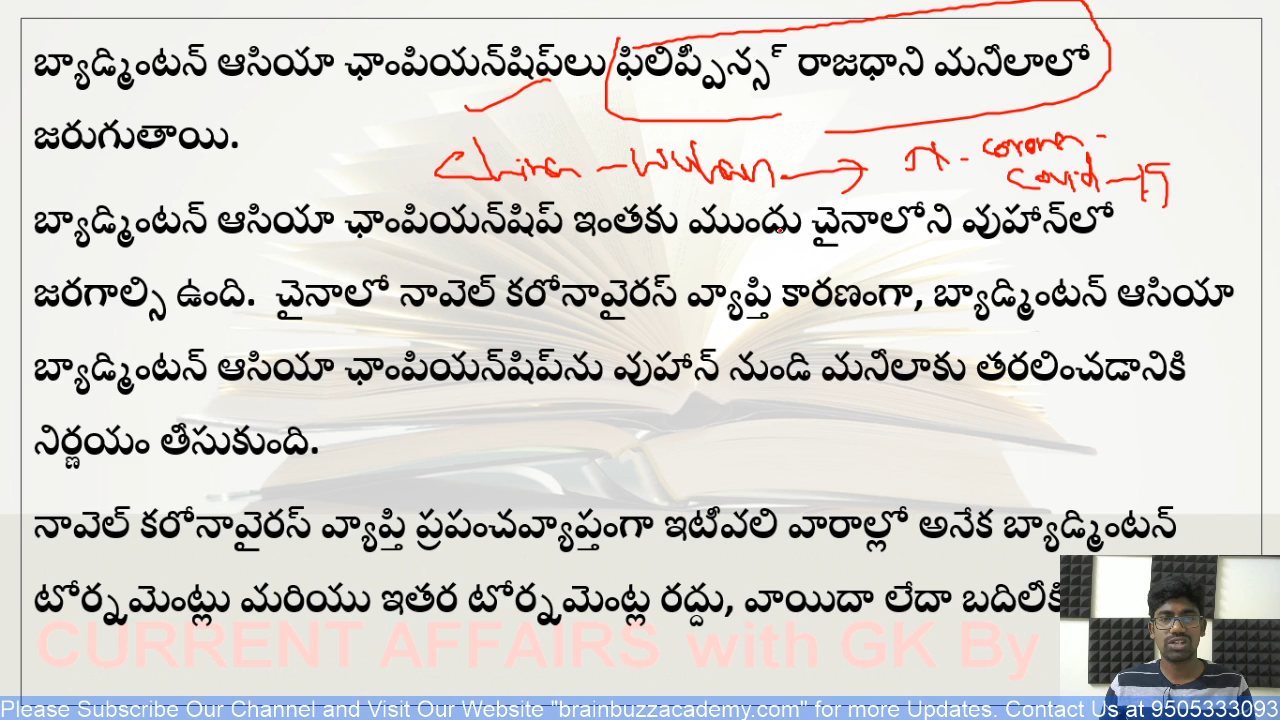 బ్యాడ్మింటన్ ఆసియా ఛాంపియన్‌షిప్‌లు ఫిలిప్పీన్స్ రాజధాని మనీలాలో
జరుగుతాయి.
China – Wuhan → corona -
Covid – 19
బ్యాడ్మింటన్ ఆసియా ఛాంపియన్‌షిప్ ఇంతకు ముందు చైనాలోని వుహాన్‌లో
జరగాల్సి ఉంది. చైనాలో నావెల్ కరోనావైరస్ వ్యాప్తి కారణంగా, బ్యాడ్మింటన్ ఆసియా
బ్యాడ్మింటన్ ఆసియా ఛాంపియన్‌షిప్‌ను వుహాన్ నుండి మనీలాకు తరలించడానికి
నిర్ణయం తీసుకుంది.
నావెల్ కరోనావైరస్ వ్యాప్తి ప్రపంచవ్యాప్తంగా ఇటీవలి వారాల్లో అనేక బ్యాడ్మింటన్
టోర్నమెంట్లు మరియు ఇతర టోర్నమెంట్ల రద్దు, వాయిదా లేదా
CURRENT AFFAIRS with GK By
Please Subscribe Our Channel and Visit Our Website "brainbuzzacademy.com" for more Updates. Contact Us at 9505333093